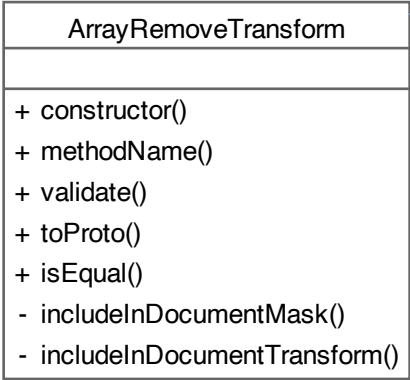 ArrayRemoveTransform
+ constructor()
+ methodName()
+ validate()
+ toProto()
+ isEqual()
- includeInDocumentMask()
- includeInDocumentTransform()